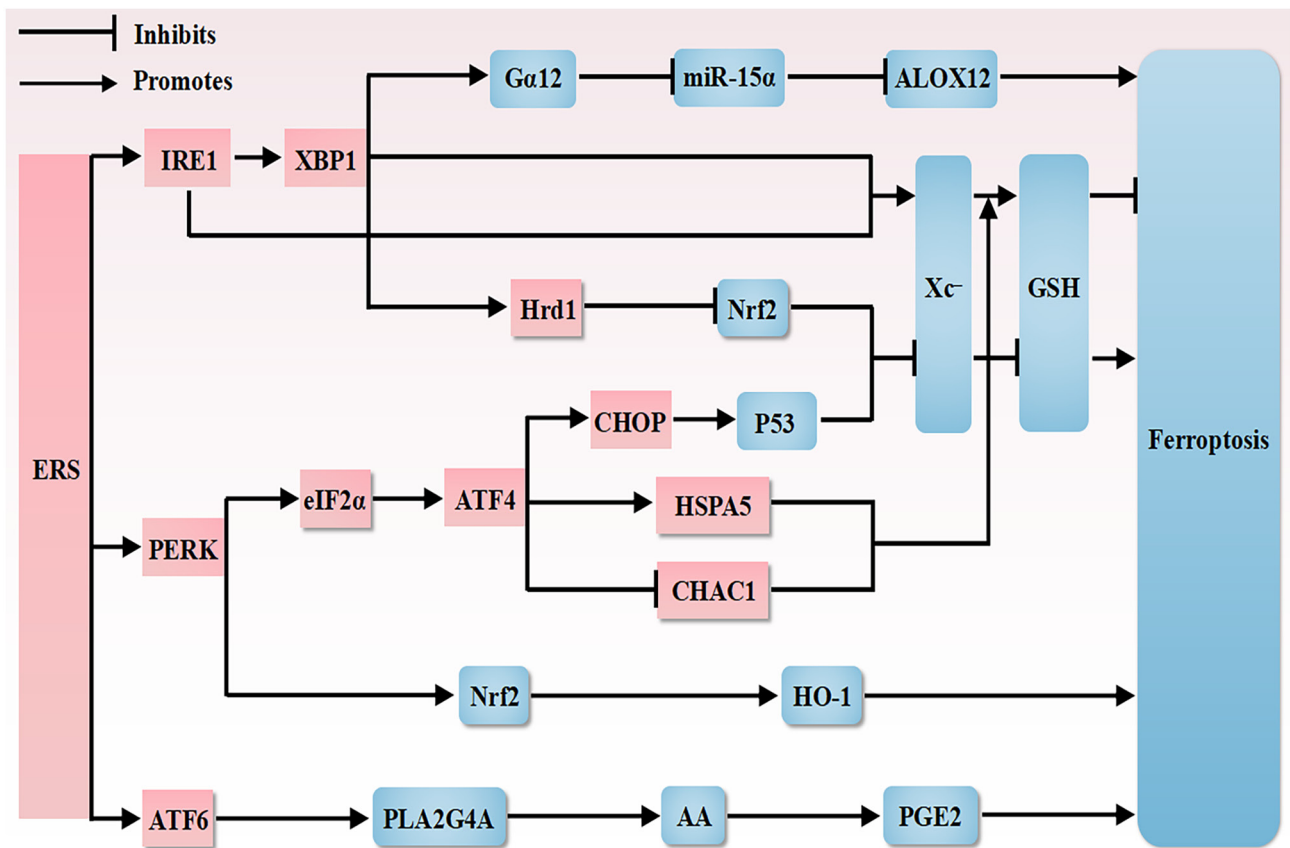 Inhibits
Promotes
Gα12
miR-15α
ALOX12
IRE1
XBP1
Hrd1
Nrf2
Xc⁻
GSH
CHOP
P53
ERS
Ferroptosis
eIF2α
ATF4
HSPA5
PERK
CHAC1
Nrf2
HO-1
ATF6
PLA2G4A
AA
PGE2